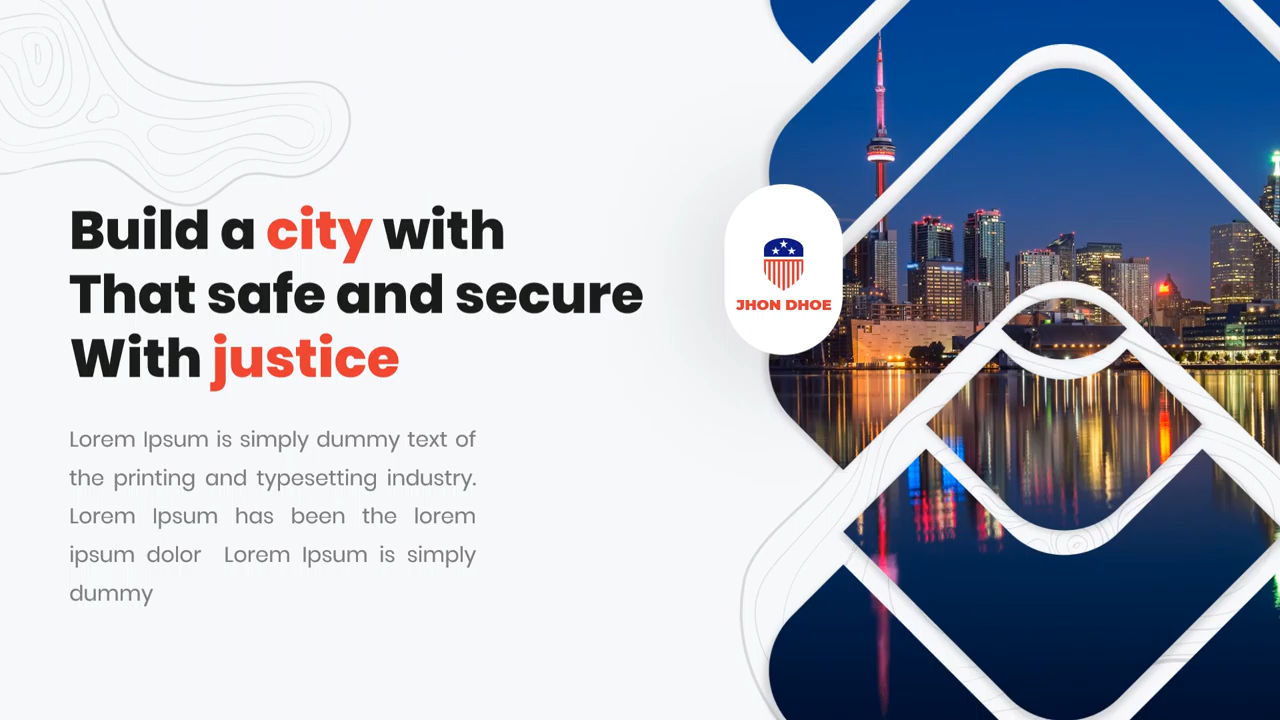 Build a city with
That safe and secure
With justice
JHON DHOE
Lorem Ipsum is simply dummy text of
the printing and typesetting industry.
Lorem Ipsum has been the lorem
ipsum dolor Lorem Ipsum is simply
dummy